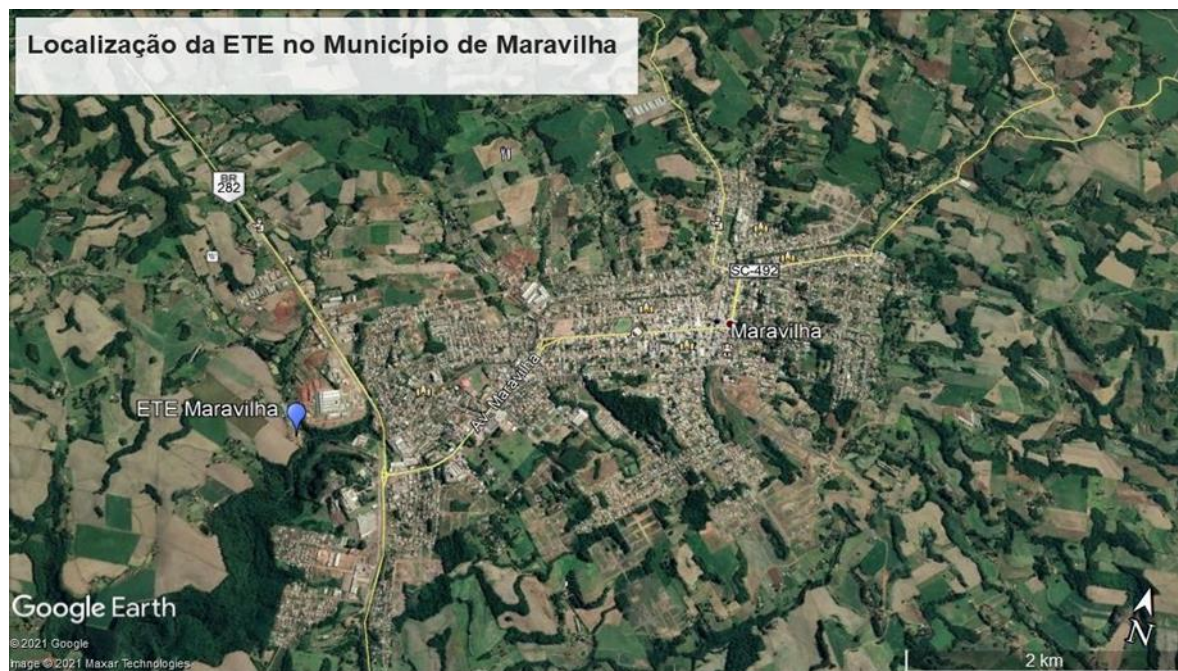 Localização da ETE no Município de Maravilha
BR
282
SC-492
Maravilha
Av. Maravilha
ETE Maravilha
Google Earth
© 2021 Google
Image © 2021 Maxar Technologies
N
2 km